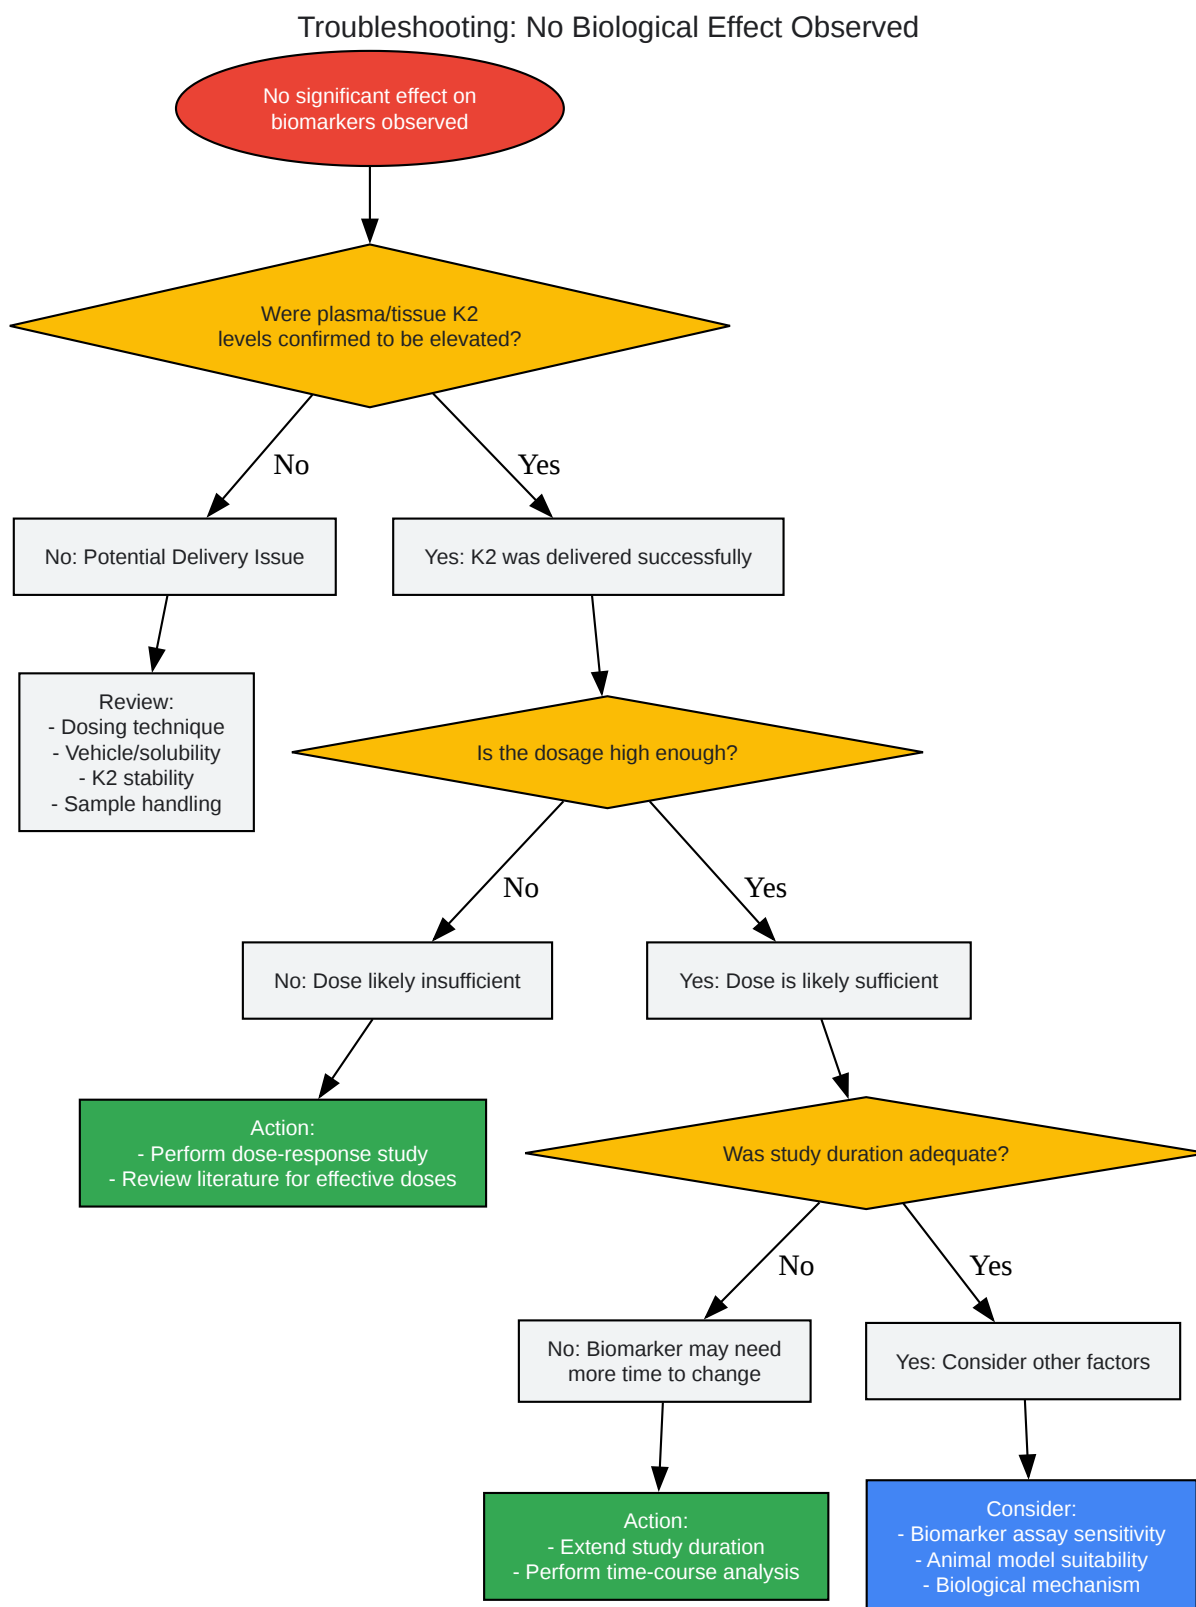 Troubleshooting: No Biological Effect Observed
No significant effect on
biomarkers observed
Were plasma/tissue K2
levels confirmed to be elevated?
No
Yes
No: Potential Delivery Issue
Yes: K2 was delivered successfully
Review:
- Dosing technique
- Vehicle/solubility
- K2 stability
- Sample handling
Is the dosage high enough?
No
Yes
No: Dose likely insufficient
Yes: Dose is likely sufficient
Action:
- Perform dose-response study
- Review literature for effective doses
Was study duration adequate?
No
Yes
No: Biomarker may need
more time to change
Yes: Consider other factors
Action:
- Extend study duration
- Perform time-course analysis
Consider:
- Biomarker assay sensitivity
- Animal model suitability
- Biological mechanism